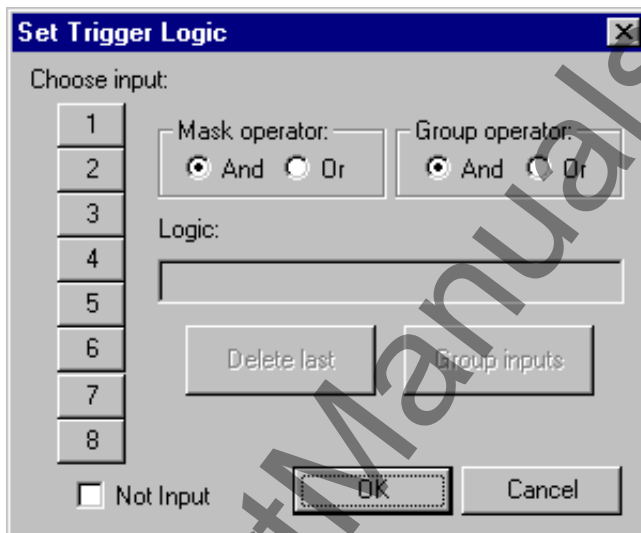 Set Trigger Logic
Choose input:
1
2
3
4
5
6
7
8
Mask operator:
And Or
Group operator:
And Or
Logic:
Delete last
Group inputs
Not Input
OK
Cancel
tManuals